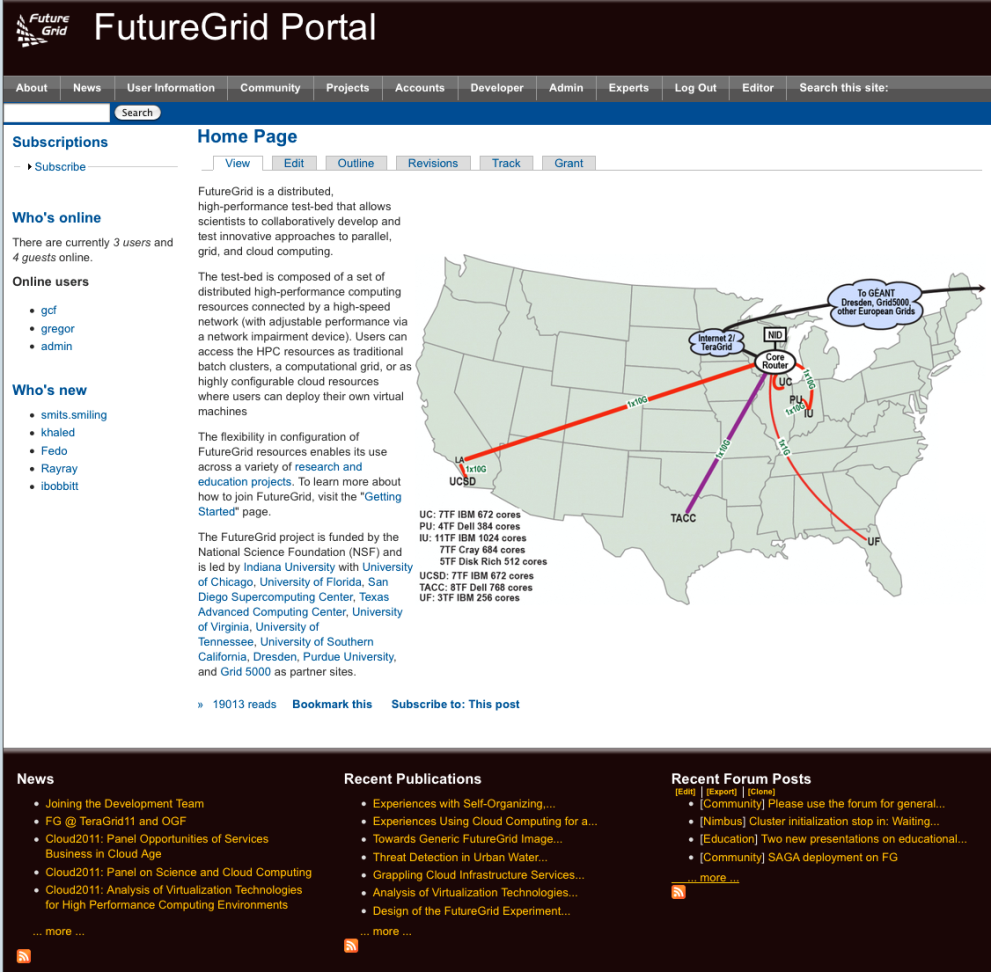 Future
Grid
FutureGrid Portal
About
News
User Information
Community
Projects
Accounts
Developer
Admin
Experts
Log Out
Editor
Search this site:
Search
Subscriptions
Subscribe
Who's online
There are currently 3 users and
4 guests online.
Online users
gcf
gregor
admin
Who's new
smits.smiling
khaled
Fedo
Rayray
ibobbitt
Home Page
View
Edit
Outline
Revisions
Track
Grant
FutureGrid is a distributed,
high-performance test-bed that allows
scientists to collaboratively develop and
test innovative approaches to parallel,
grid, and cloud computing.
The test-bed is composed of a set of
distributed high-performance computing
resources connected by a high-speed
network (with adjustable performance via
a network impairment device). Users can
access the HPC resources as traditional
batch clusters, a computational grid, or as
highly configurable cloud resources
where users can deploy their own virtual
machines
The flexibility in configuration of
FutureGrid resources enables its use
across a variety of research and
education projects. To learn more about
how to join FutureGrid, visit the "Getting
Started" page.
The FutureGrid project is funded by the
National Science Foundation (NSF) and
is led by Indiana University with University
of Chicago, University of Florida, San
Diego Supercomputing Center, Texas
Advanced Computing Center, University
of Virginia, University of
Tennessee, University of Southern
California, Dresden, Purdue University,
and Grid 5000 as partner sites.
To GÉANT
Dresden, Grid5000,
other European Grids
Internet 2/
TeraGrid
NID
Core
Router
UC
1x10G
PU
1x10G
IU
1x10G
1x10G
1x1G
LA
1x10G
UCSD
TACC
UF
UC: 7TF IBM 672 cores
PU: 4TF Dell 384 cores
IU: 11TF IBM 1024 cores
7TF Cray 684 cores
5TF Disk Rich 512 cores
UCSD: 7TF IBM 672 cores
TACC: 8TF Dell 768 cores
UF: 3TF IBM 256 cores
» 19013 reads Bookmark this Subscribe to: This post
News
Joining the Development Team
FG @ TeraGrid11 and OGF
Cloud2011: Panel Opportunities of Services
Business in Cloud Age
Cloud2011: Panel on Science and Cloud Computing
Cloud2011: Analysis of Virtualization Technologies
for High Performance Computing Environments
... more ...
Recent Publications
Experiences with Self-Organizing,...
Experiences Using Cloud Computing for a...
Towards Generic FutureGrid Image...
Threat Detection in Urban Water...
Grappling Cloud Infrastructure Services...
Analysis of Virtualization Technologies...
Design of the FutureGrid Experiment...
... more ...
Recent Forum Posts
[Edit] | [Export] | [Clone]
[Community] Please use the forum for general...
[Nimbus] Cluster initialization stop in: Waiting...
[Education] Two new presentations on educational...
[Community] SAGA deployment on FG
... more ...